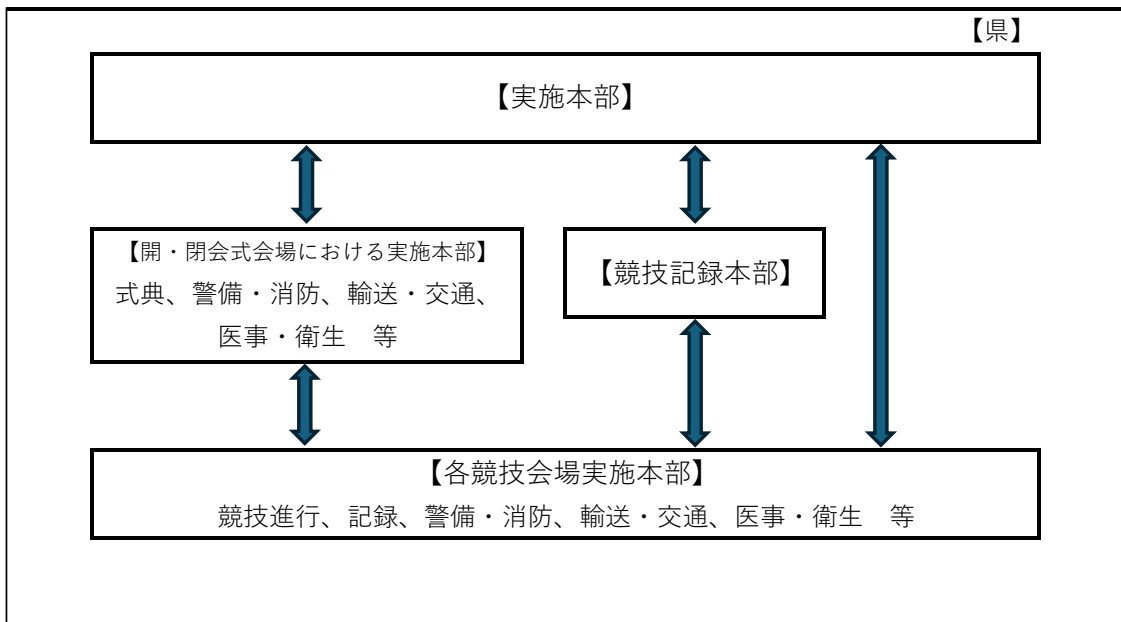 【県】
【実施本部】
【開・閉会式会場における実施本部】
式典、警備・消防、輸送・交通、
医事・衛生　等
【競技記録本部】
【各競技会場実施本部】
競技進行、記録、警備・消防、輸送・交通、医事・衛生　等